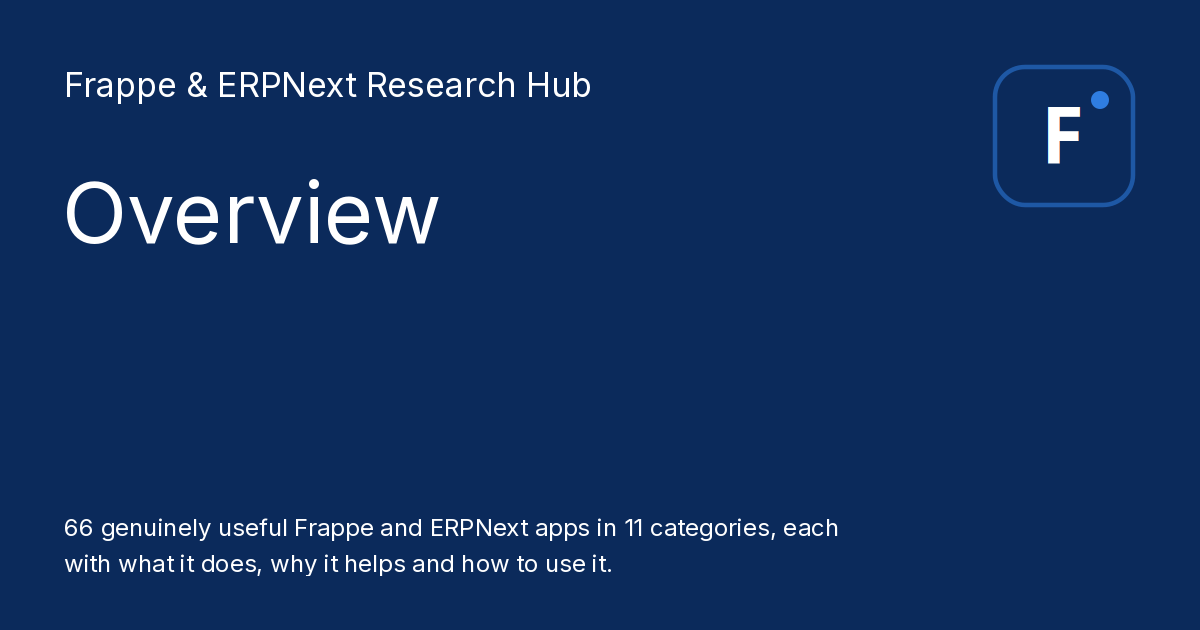 Frappe & ERPNext Research Hub
F
Overview
66 genuinely useful Frappe and ERPNext apps in 11 categories, each
with what it does, why it helps and how to use it.